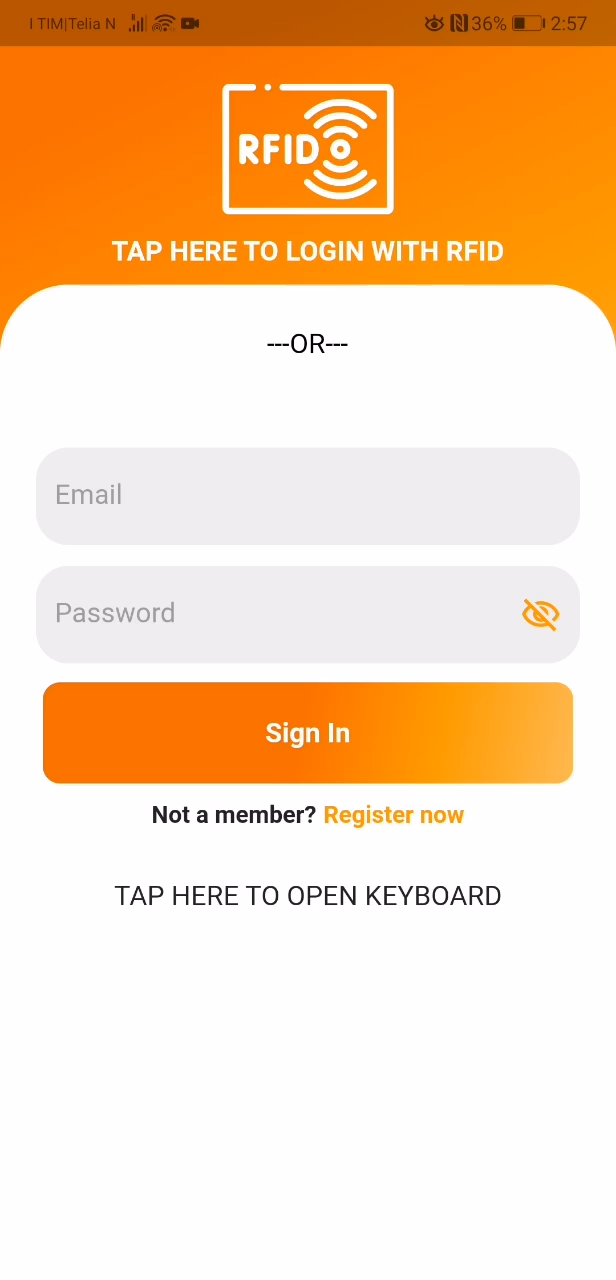 I TIM|Telia N 36% 2:57
RFID
TAP HERE TO LOGIN WITH RFID
---OR---
Email
Password
Sign In
Not a member? Register now
TAP HERE TO OPEN KEYBOARD